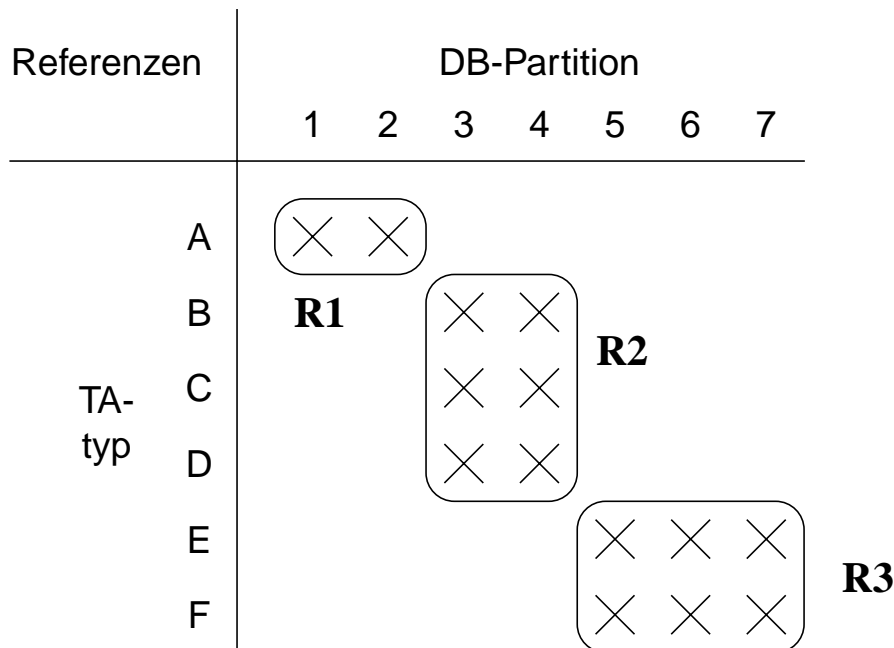 Referenzen DB-Partition
1 2 3 4 5 6 7
A
B R1
R2
C
TA-
typ
D
E
R3
F